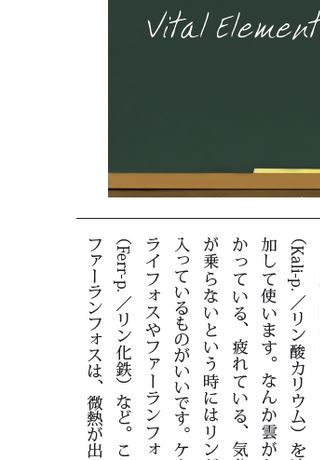 Vital Element
（Kali-p.／リン酸カリウム）を
加して使います。なんか雲が
かっている、疲れている、気
が乗らないという時にはリン
入っているものがいいです。ケ
ライフォスやファーランフォ
（Ferr-p.／リン化鉄）など。こ
ファーランフォスは、微熱が出